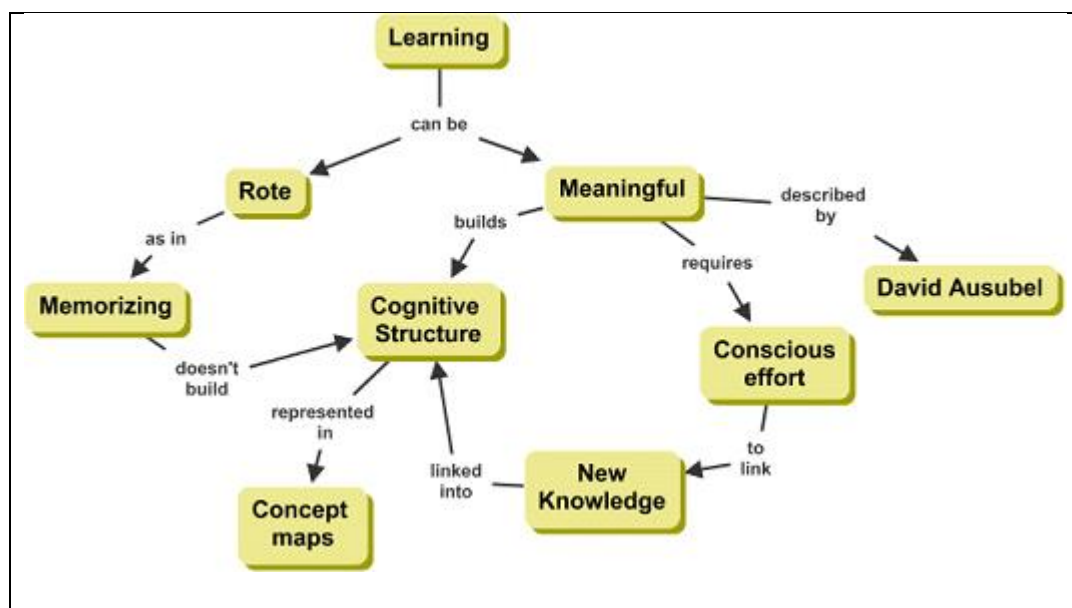 Learning
can be
Rote
Meaningful
described
by
builds
as in
requires
Memorizing
Cognitive
Structure
David Ausubel
Conscious
effort
doesn't
build
represented
in
to
link
linked
into
New
Knowledge
Concept
maps